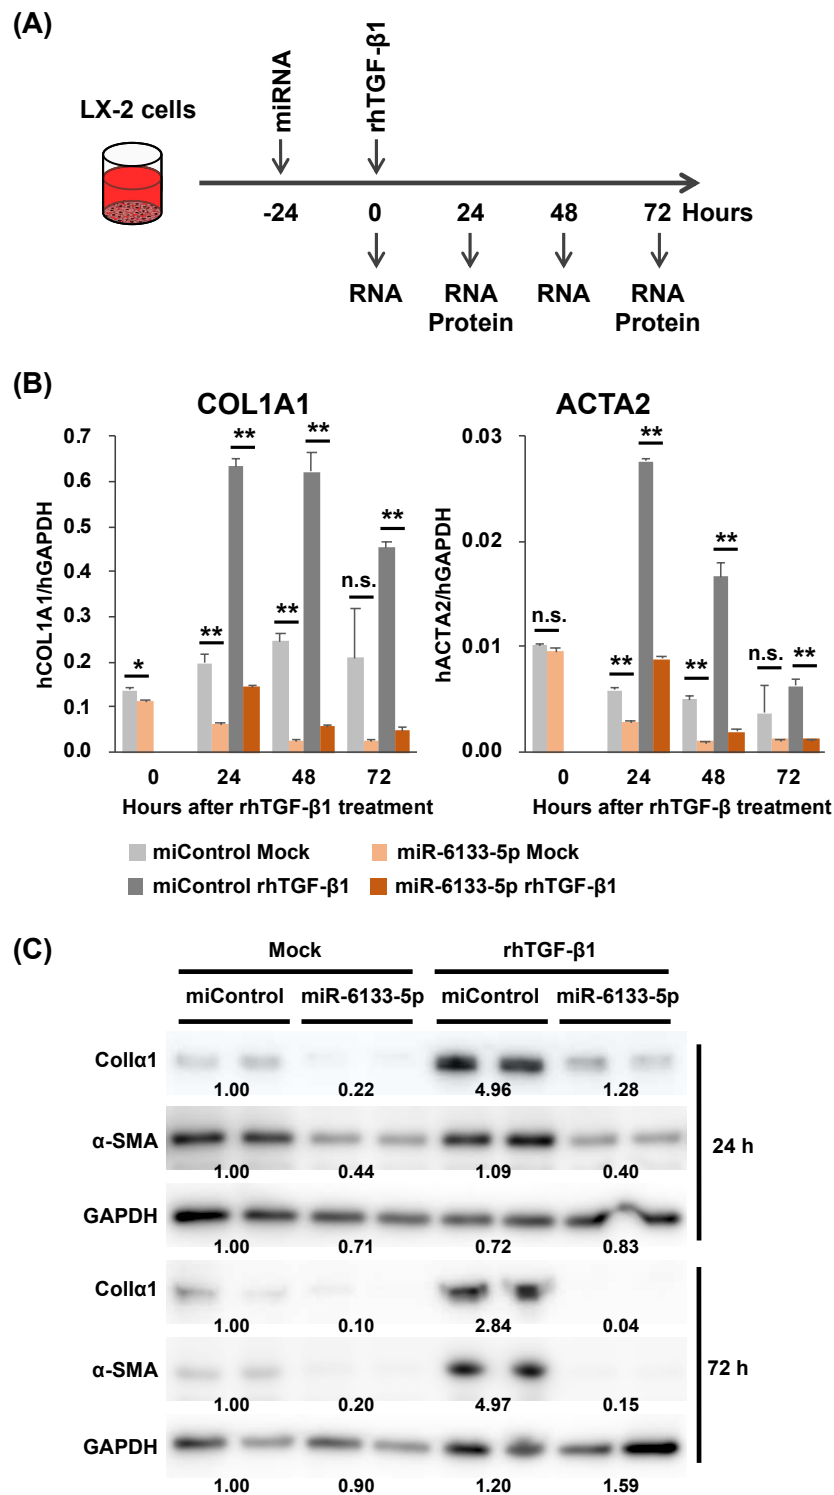 (A)
LX-2 cells
miRNA
rhTGF-β1
-24 0 24 48 72 Hours
RNA RNA RNA RNA
Protein Protein
(B)
COL1A1
hCOL1A1/hGAPDH
0.7
0.6
0.5
0.4
0.3
0.2
0.1
0.0
* ** ** ** ** n.s. **
0 24 48 72
Hours after rhTGF-β1 treatment
ACTA2
hACTA2/hGAPDH
0.03
0.02
0.01
0.00
n.s. ** ** ** ** n.s. **
0 24 48 72
Hours after rhTGF-β treatment
miControl Mock miR-6133-5p Mock
miControl rhTGF-β1 miR-6133-5p rhTGF-β1
(C)
Mock rhTGF-β1
miControl miR-6133-5p miControl miR-6133-5p
ColIα1
1.00 0.22 4.96 1.28
α-SMA
1.00 0.44 1.09 0.40
GAPDH
1.00 0.71 0.72 0.83
24 h
ColIα1
1.00 0.10 2.84 0.04
α-SMA
1.00 0.20 4.97 0.15
GAPDH
1.00 0.90 1.20 1.59
72 h